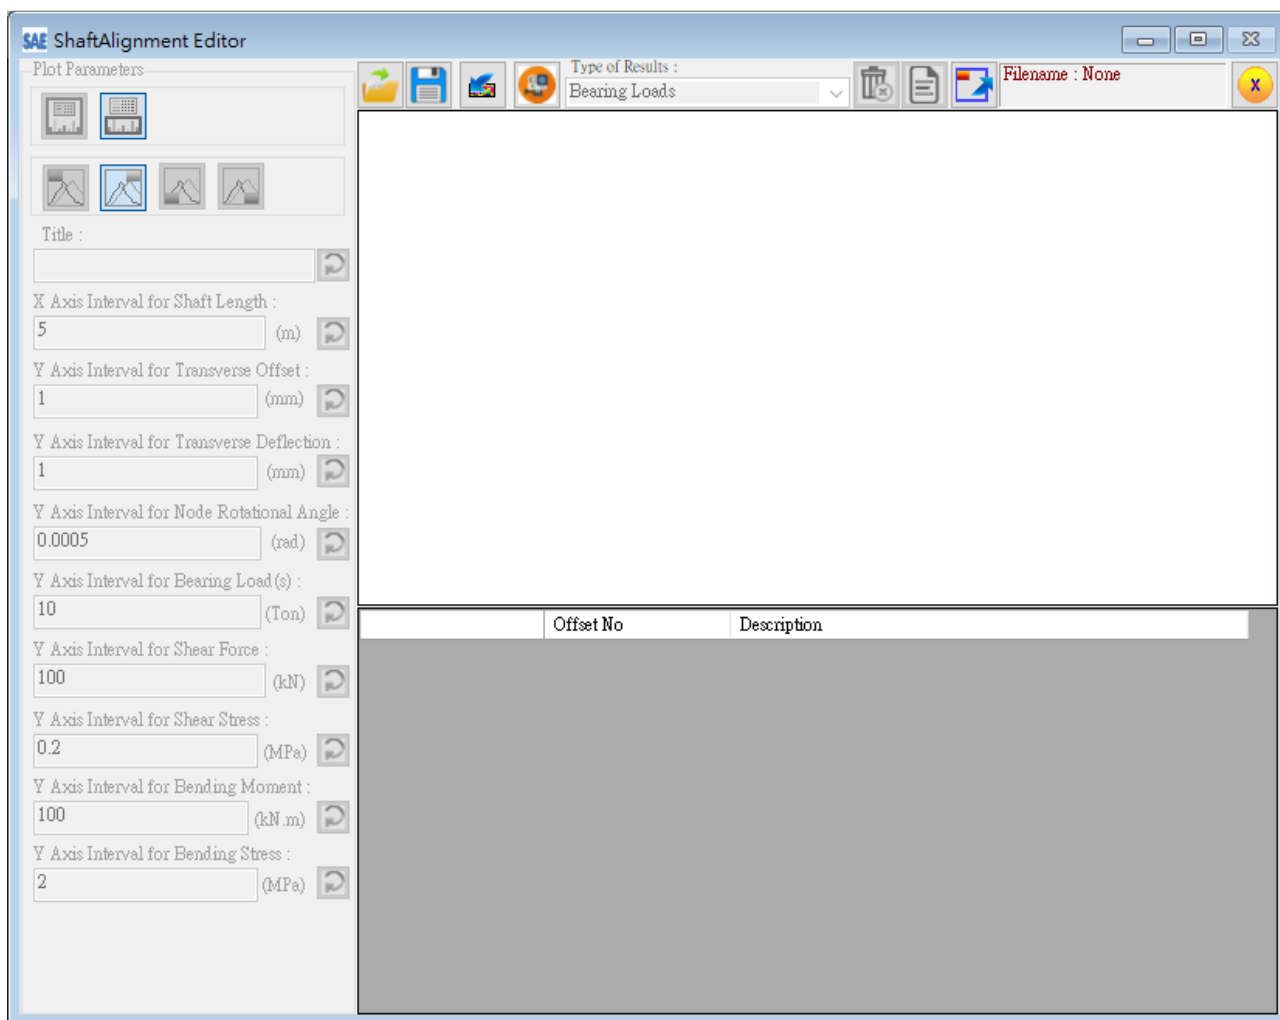 SAE ShaftAlignment Editor
Plot Parameters
Type of Results :
Bearing Loads
Filename : None
X
Title :
X Axis Interval for Shaft Length :
5 (m)
Y Axis Interval for Transverse Offset :
1 (mm)
Y Axis Interval for Transverse Deflection :
1 (mm)
Y Axis Interval for Node Rotational Angle :
0.0005 (rad)
Y Axis Interval for Bearing Load(s) :
10 (Ton)
Y Axis Interval for Shear Force :
100 (kN)
Y Axis Interval for Shear Stress :
0.2 (MPa)
Y Axis Interval for Bending Moment :
100 (kN.m)
Y Axis Interval for Bending Stress :
2 (MPa)
Offset No Description